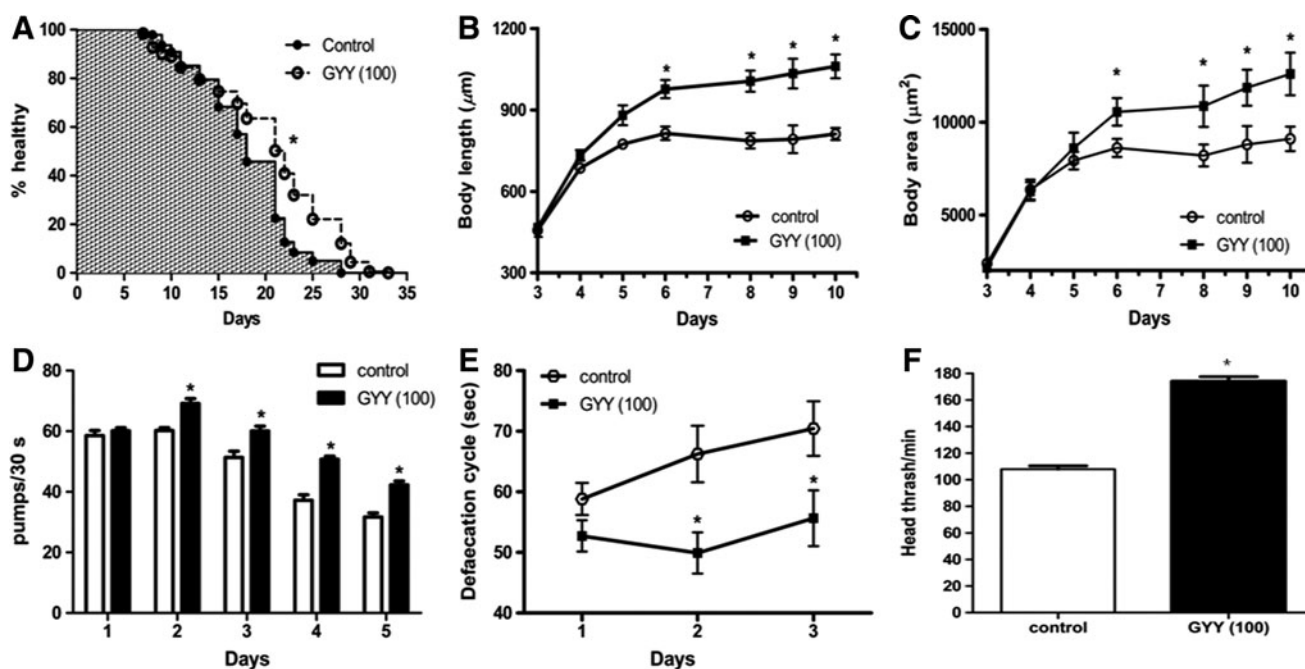 A
% healthy
100
80
60
40
20
0
Control
GYY (100)
*
0 5 10 15 20 25 30 35
Days
B
Body length (μm)
1200
900
600
300
* * * *
control
GYY (100)
3 4 5 6 7 8 9 10
Days
C
Body area (μm²)
15000
10000
5000
* * * *
control
GYY (100)
3 4 5 6 7 8 9 10
Days
D
pumps/30 s
80
60
40
20
0
control
GYY (100)
* * * *
1 2 3 4 5
Days
E
Defaecation cycle (sec)
80
70
60
50
40
control
GYY (100)
* *
1 2 3
Days
F
Head thrash/min
180
160
140
120
100
80
60
40
20
0
*
control GYY (100)